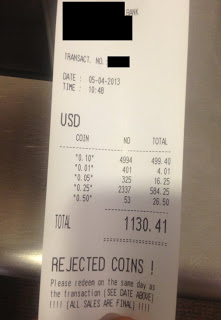 BANK
TRANSACT. NO.
DATE : 05-04-2013
TIME : 10:48
USD
COIN NO TOTAL
"0.10" 4994 499.40
"0.01" 401 4.01
"0.05" 325 16.25
"0.25" 2337 584.25
"0.50" 53 26.50
TOTAL 1130.41
REJECTED COINS !
Please redeem on the same day as
the transaction (SEE DATE ABOVE)
!!!! (ALL SALES ARE FINAL) !!!!